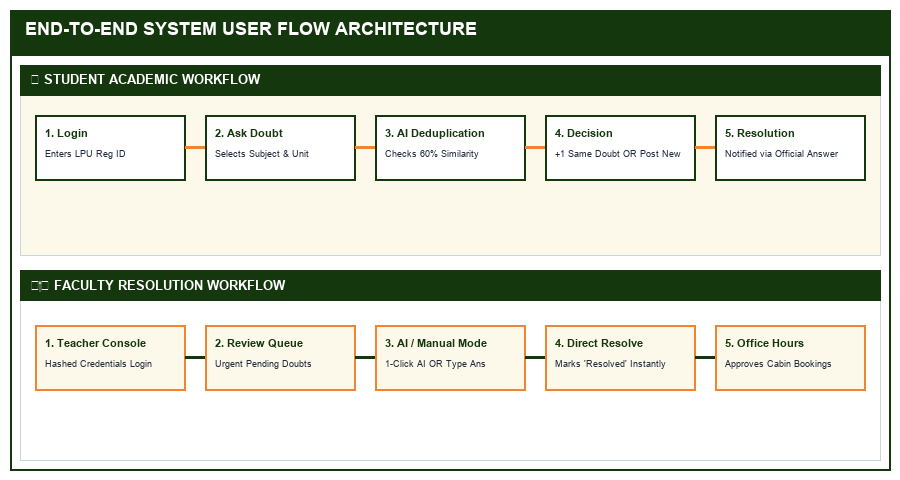 END-TO-END SYSTEM USER FLOW ARCHITECTURE
STUDENT ACADEMIC WORKFLOW
1. Login
Enters LPU Reg ID
2. Ask Doubt
Selects Subject & Unit
3. AI Deduplication
Checks 60% Similarity
4. Decision
+1 Same Doubt OR Post New
5. Resolution
Notified via Official Answer
FACULTY RESOLUTION WORKFLOW
1. Teacher Console
Hashed Credentials Login
2. Review Queue
Urgent Pending Doubts
3. AI / Manual Mode
1-Click AI OR Type Ans
4. Direct Resolve
Marks 'Resolved' Instantly
5. Office Hours
Approves Cabin Bookings